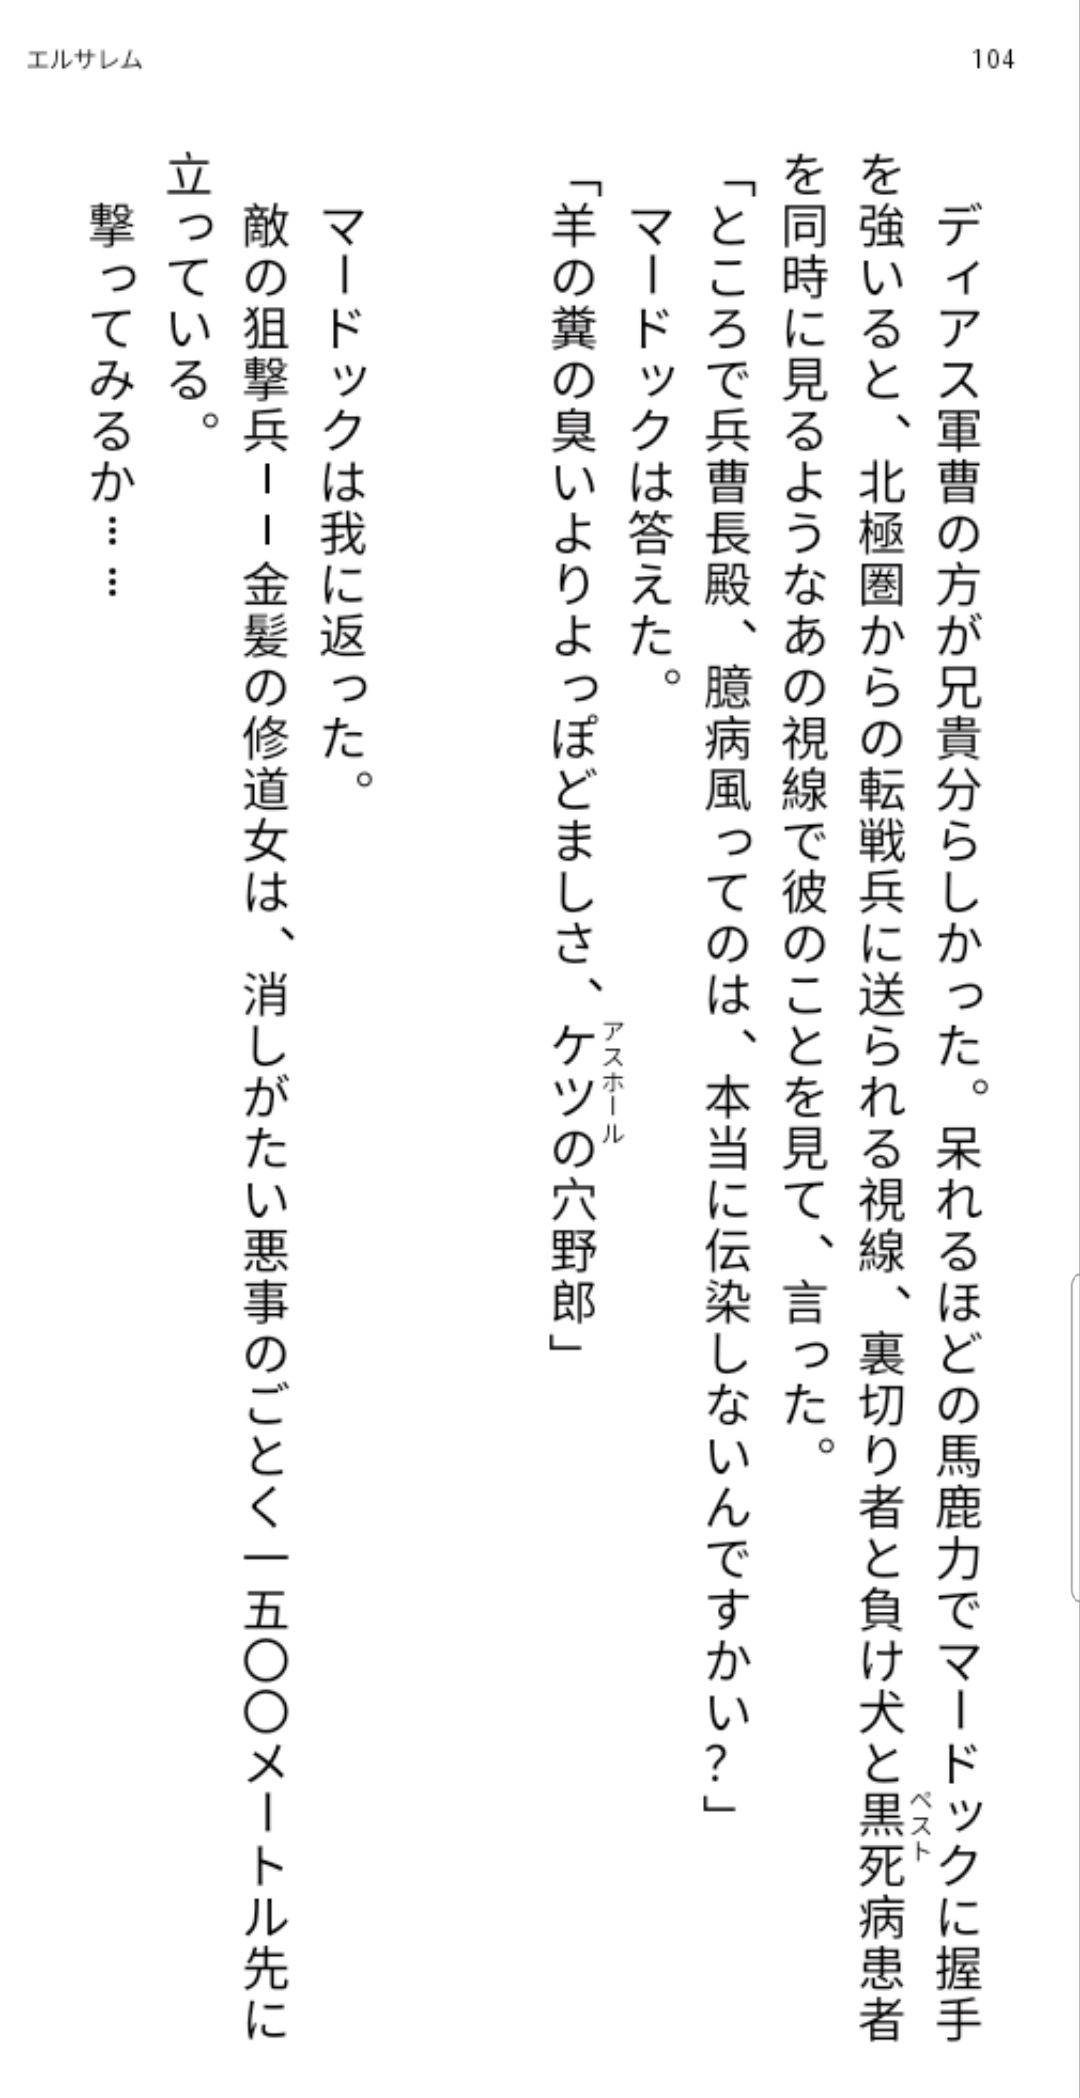 エルサレム
104
ディアス軍曹の方が兄貴分らしかった。呆れるほどの馬鹿力でマードックに握手
を強いると、北極圏からの転戦兵に送られる視線、裏切り者と負け犬と黒死病患者
ペスト
を同時に見るようなあの視線で彼のことを見て、言った。
「ところで兵曹長殿、臆病風ってのは、本当に伝染しないんですかい?」
マードックは答えた。
「羊の糞の臭いよりよっぽどましさ、ケツの穴野郎」
アスホール
マードックは我に返った。
敵の狙撃兵ーー金髪の修道女は、消しがたい悪事のごとく一五〇〇メートル先に
立っている。
撃ってみるか……